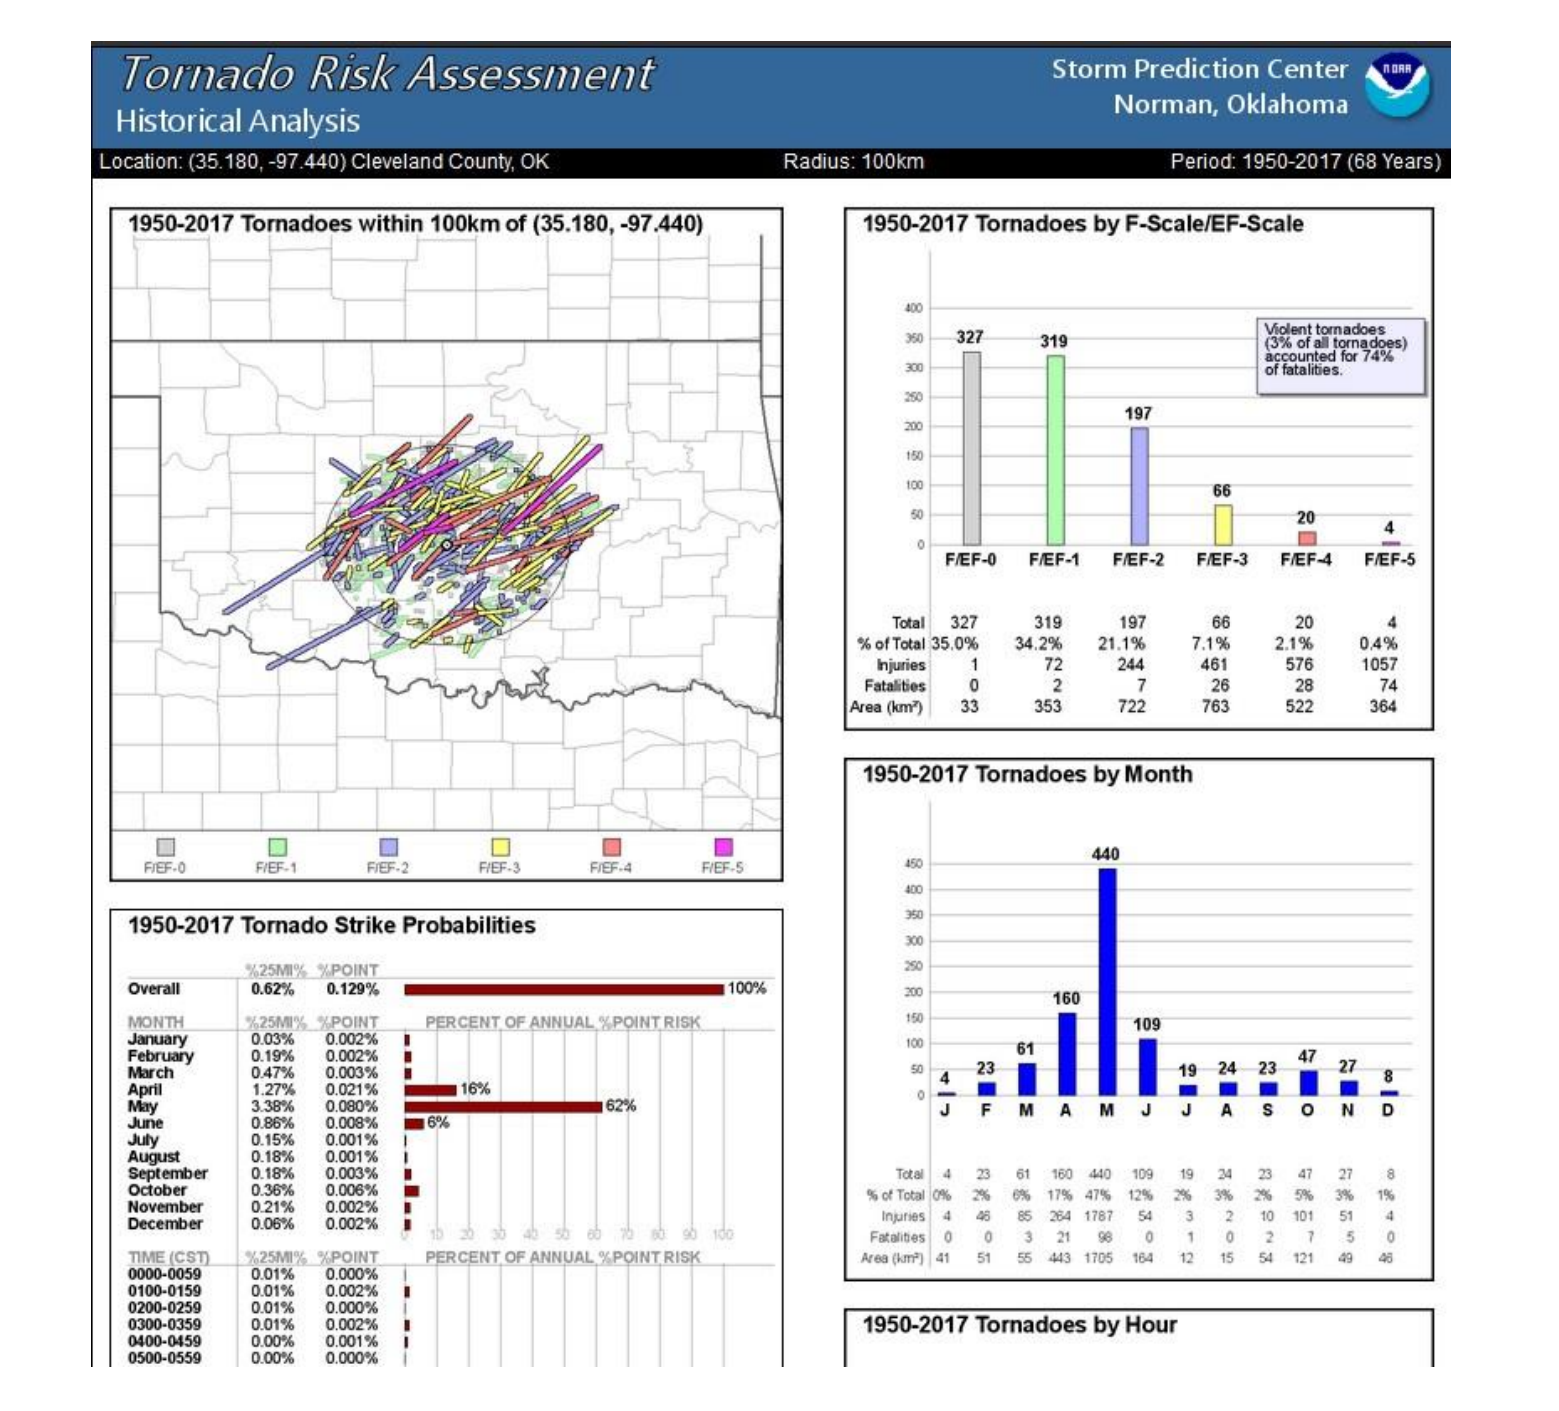 Tornado Risk Assessment
Historical Analysis
Storm Prediction Center
Norman, Oklahoma
NOAA
Location: (35.180, -97.440) Cleveland County, OK Radius: 100km Period: 1950-2017 (68 Years)
1950-2017 Tornadoes within 100km of (35.180, -97.440)
F/EF-0 F/EF-1 F/EF-2 F/EF-3 F/EF-4 F/EF-5
1950-2017 Tornado Strike Probabilities
%25MI% %POINT
Overall 0.62% 0.129% 100%
MONTH %25MI% %POINT PERCENT OF ANNUAL %POINT RISK
January 0.03% 0.002%
February 0.19% 0.002%
March 0.47% 0.003%
April 1.27% 0.021% 16%
May 3.38% 0.080% 62%
June 0.86% 0.008% 6%
July 0.15% 0.001%
August 0.18% 0.001%
September 0.18% 0.003%
October 0.36% 0.006%
November 0.21% 0.002%
December 0.06% 0.002%
0 10 20 30 40 50 60 70 80 90 100
TIME (CST) %25MI% %POINT PERCENT OF ANNUAL %POINT RISK
0000-0059 0.01% 0.000%
0100-0159 0.01% 0.002%
0200-0259 0.01% 0.000%
0300-0359 0.01% 0.002%
0400-0459 0.00% 0.001%
0500-0559 0.00% 0.000%
1950-2017 Tornadoes by F-Scale/EF-Scale
400
350
300
250
200
150
100
50
0
Violent tornadoes
(3% of all tornadoes)
accounted for 74%
of fatalities.
327 319 197 66 20 4
F/EF-0 F/EF-1 F/EF-2 F/EF-3 F/EF-4 F/EF-5
Total 327 319 197 66 20 4
% of Total 35.0% 34.2% 21.1% 7.1% 2.1% 0.4%
Injuries 1 72 244 461 576 1057
Fatalities 0 2 7 26 28 74
Area (km²) 33 353 722 763 522 364
1950-2017 Tornadoes by Month
450
400
350
300
250
200
150
100
50
0
4 23 61 160 440 109 19 24 23 47 27 8
J F M A M J J A S O N D
Total 4 23 61 160 440 109 19 24 23 47 27 8
% of Total 0% 2% 6% 17% 47% 12% 2% 3% 2% 5% 3% 1%
Injuries 4 46 85 264 1787 54 3 2 10 101 51 4
Fatalities 0 0 3 21 98 0 1 0 2 7 5 0
Area (km²) 41 51 55 443 1705 164 12 15 54 121 49 46
1950-2017 Tornadoes by Hour